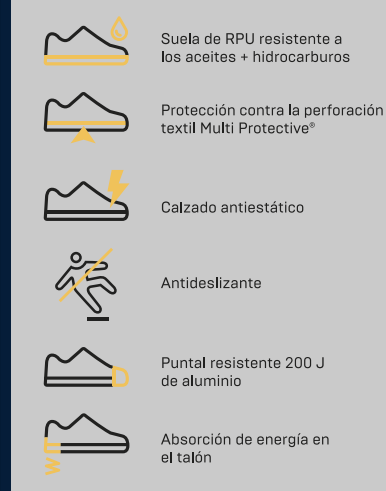 Suela de RPU resistente a
los aceites + hidrocarburos
Protección contra la perforación
textil Multi Protective®
Calzado antiestático
Antideslizante
Puntal resistente 200 J
de aluminio
Absorción de energía en
el talón